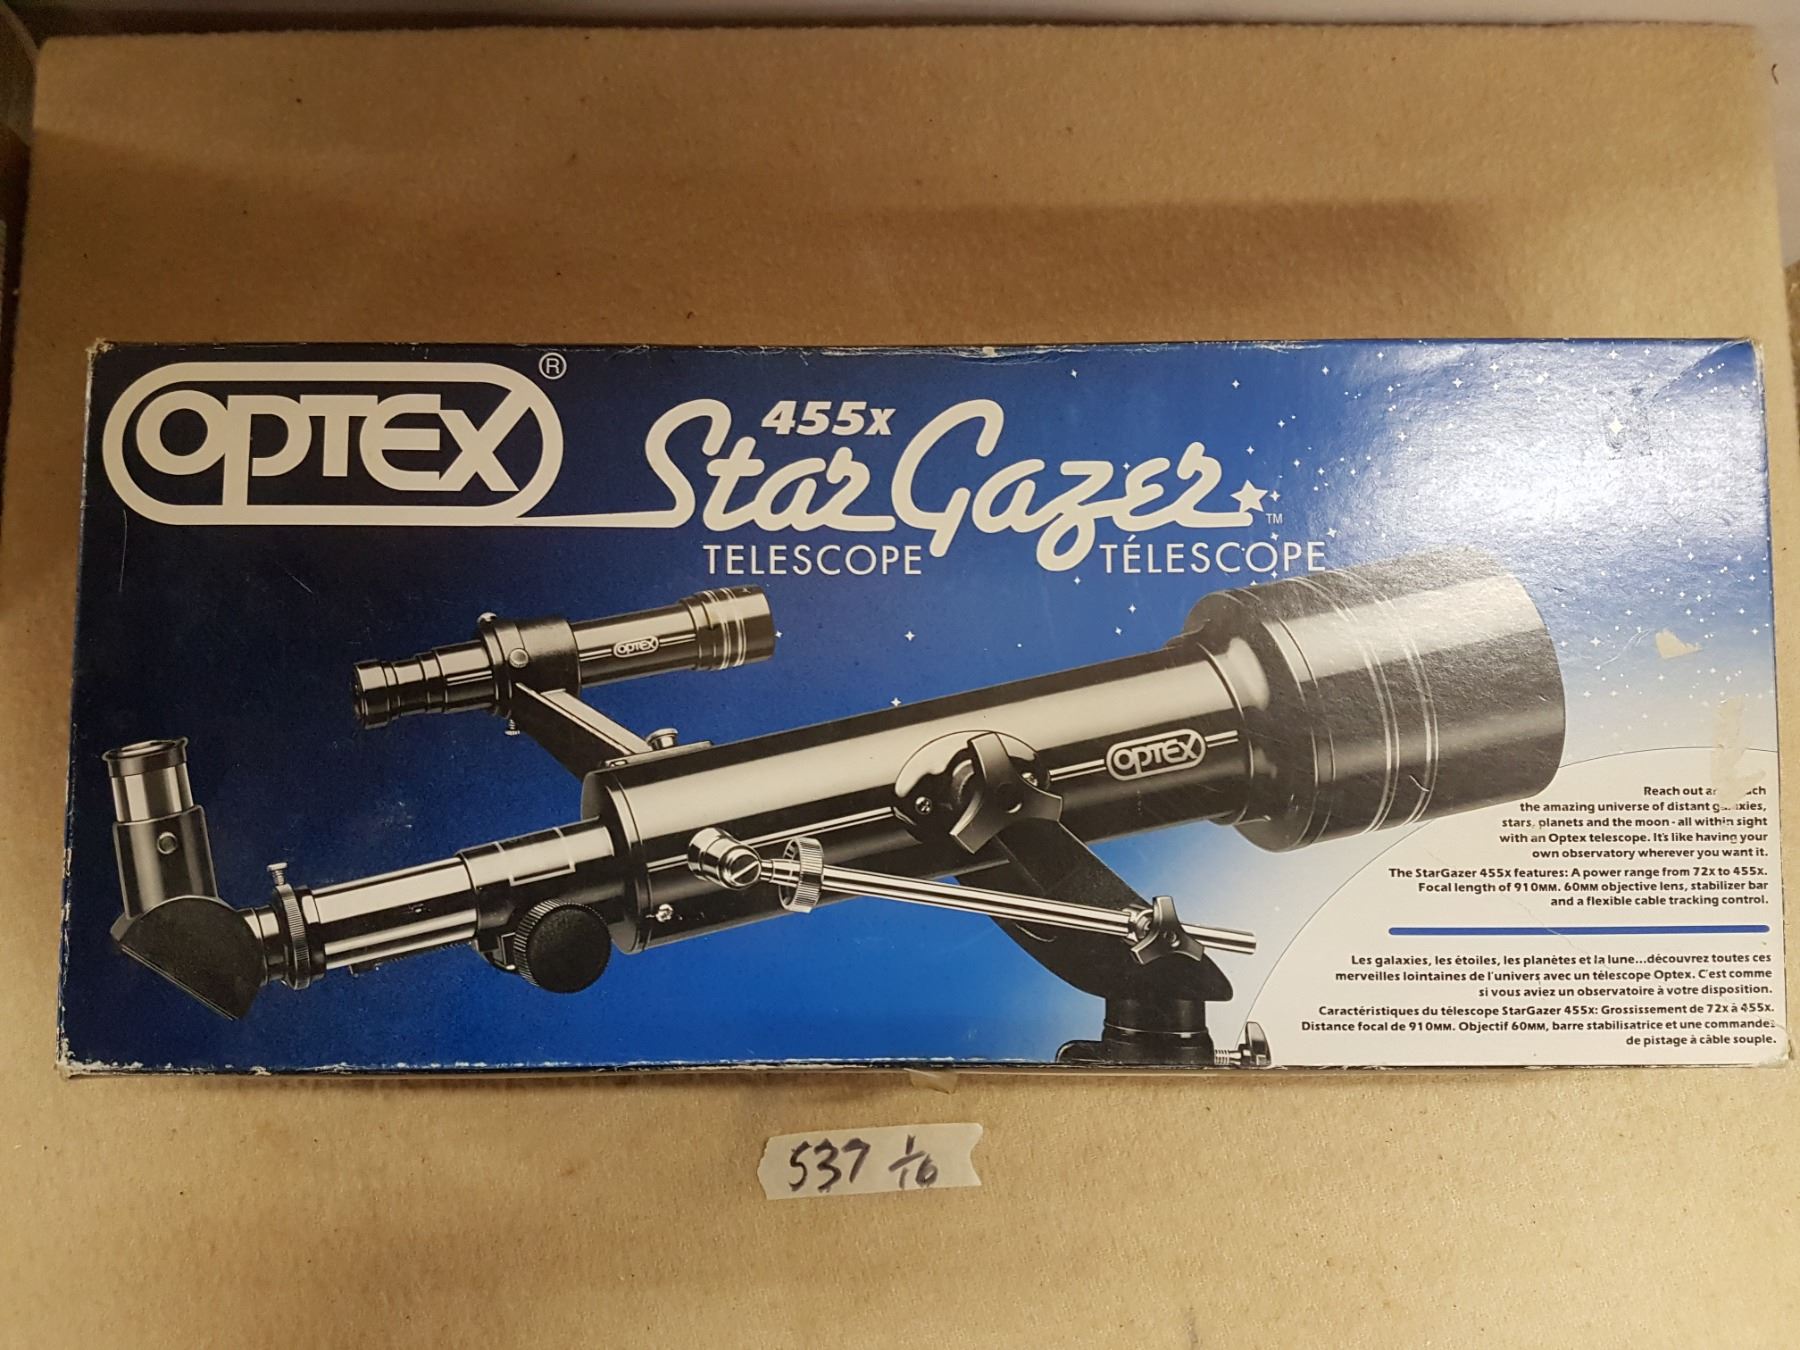 OPTEX®
455x
Star Gazer™
TELESCOPE TÉLESCOPE
OPTEX
OPTEX
Reach out
the amazing universe of distant
stars, planets and the moon - all within sight
with an Optex telescope. It's like having your
own observatory wherever you want it.
The StarGazer 455x features: A power range from 72x to 455x.
Focal length of 910MM. 60MM objective lens, stabilizer bar
and a flexible cable tracking control.
Les galaxies, les étoiles, les planètes et la lune...découvrez toutes ces
merveilles lointaines de l'univers avec un télescope Optex. C'est comme
si vous aviez un observatoire à votre disposition.
Caractéristiques du télescope StarGazer 455x: Grossissement de 72x à 455x.
Distance focal de 910MM. Objectif 60MM, barre stabilisatrice et une commande
de pistage à câble souple.
537 1/16